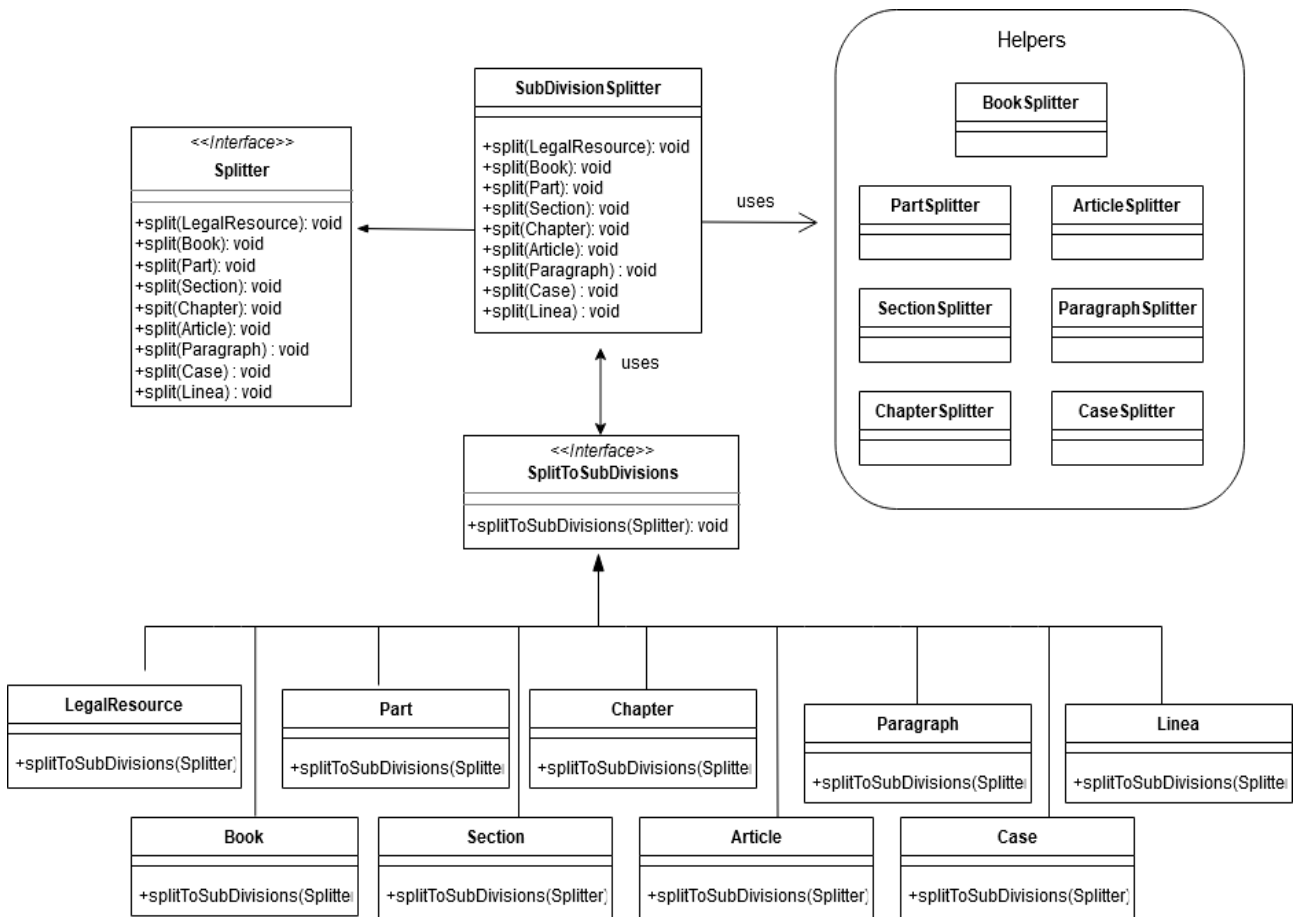 Helpers
SubDivisionSplitter
+split(LegalResource): void
+split(Book): void
+split(Part): void
+split(Section): void
+spit(Chapter): void
+split(Article): void
+split(Paragraph) : void
+split(Case) : void
+split(Linea) : void
BookSplitter
<<Interface>>
Splitter
+split(LegalResource): void
+split(Book): void
+split(Part): void
+split(Section): void
+spit(Chapter): void
+split(Article): void
+split(Paragraph) : void
+split(Case) : void
+split(Linea) : void
uses
PartSplitter
ArticleSplitter
SectionSplitter
ParagraphSplitter
ChapterSplitter
CaseSplitter
uses
<<Interface>>
SplitToSubDivisions
+splitToSubDivisions(Splitter): void
LegalResource
+splitToSubDivisions(Splitter)
Part
+splitToSubDivisions(Splitte
Chapter
+splitToSubDivisions(Splitte
Paragraph
+splitToSubDivisions(Splitte
Linea
+splitToSubDivisions(Splitte
Book
+splitToSubDivisions(Splitte
Section
+splitToSubDivisions(Splitter)
Article
+splitToSubDivisions(Splitter)
Case
+splitToSubDivisions(Splitter)